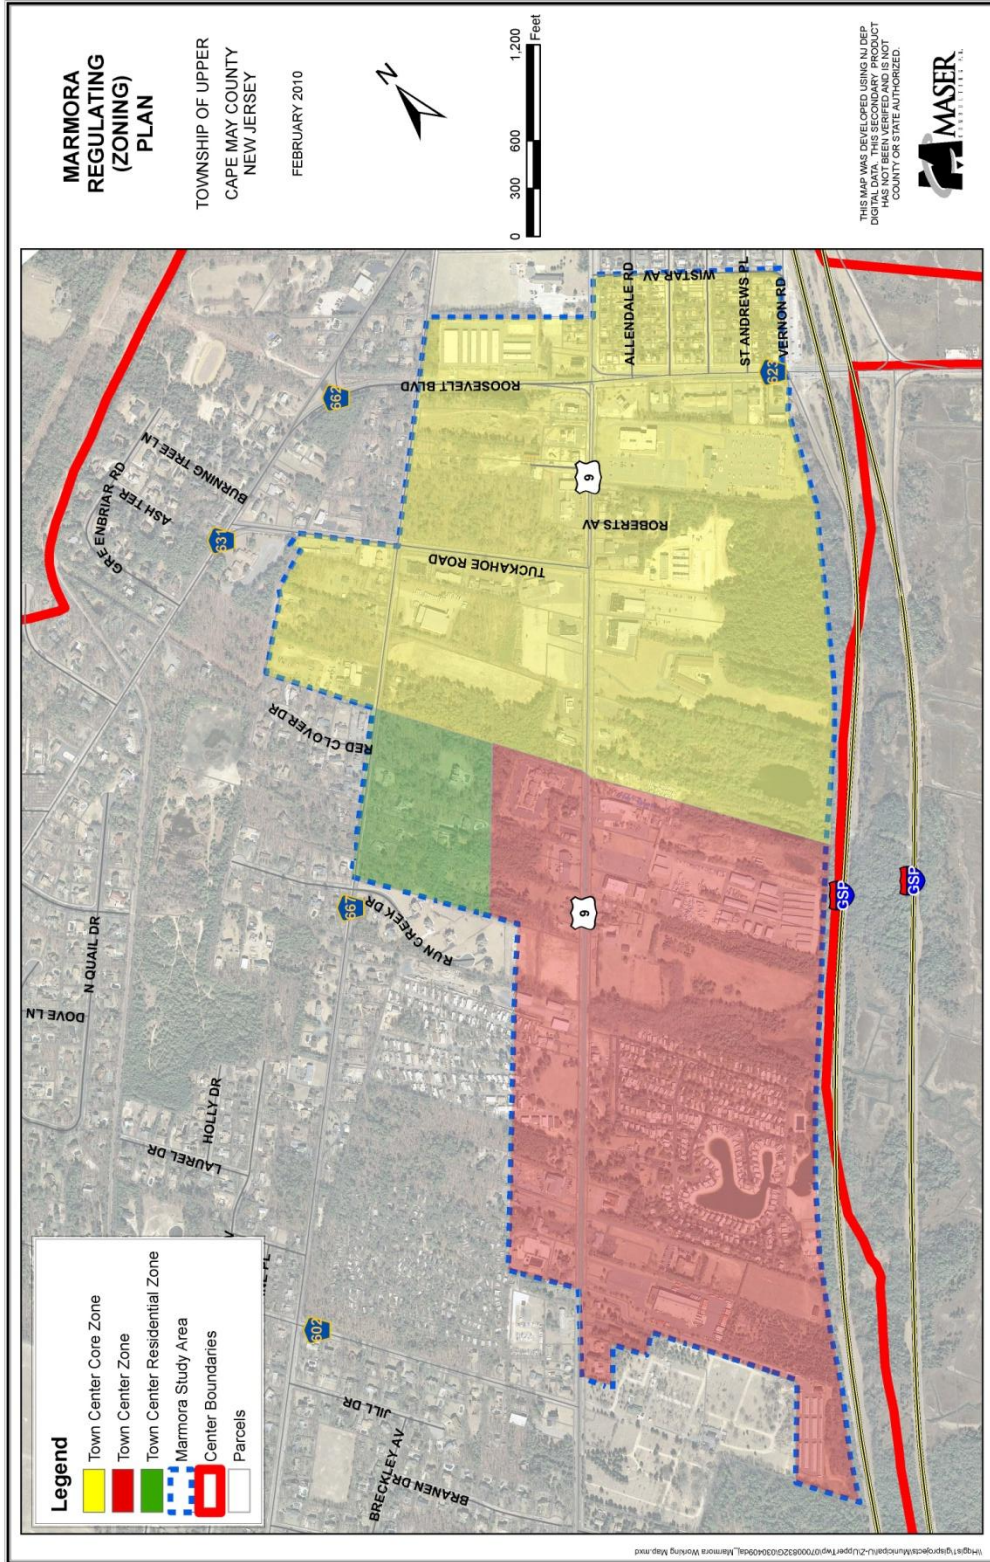 MARMORA
REGULATING
(ZONING)
PLAN
TOWNSHIP OF UPPER
CAPE MAY COUNTY
NEW JERSEY
FEBRUARY 2010
N
0 300 600 1,200
Feet
THIS MAP WAS DEVELOPED USING NJ DEP
DIGITAL DATA. THIS SECONDARY PRODUCT
HAS NOT BEEN VERIFIED AND IS NOT
COUNTY OR STATE AUTHORIZED.
MASER
CONSULTING P.A.
Legend
Town Center Core Zone
Town Center Zone
Town Center Residential Zone
Marmora Study Area
Center Boundaries
Parcels
DOVE LN
N QUAIL DR
HOLLY DR
LAUREL DR
602
JILL DR
BRECKLEY AV
BRANEN DR
667
RUN CREEK DR
RED CLOVER DR
GREENBRIAR RD
ASH TER
BURNING TREE LN
631
662
ROOSEVELT BLVD
TUCKAHOE ROAD
ROBERTS AV
9
9
ALLENDALE RD
WISTAR AV
ST ANDREWS PL
VERNON RD
623
GSP
GSP